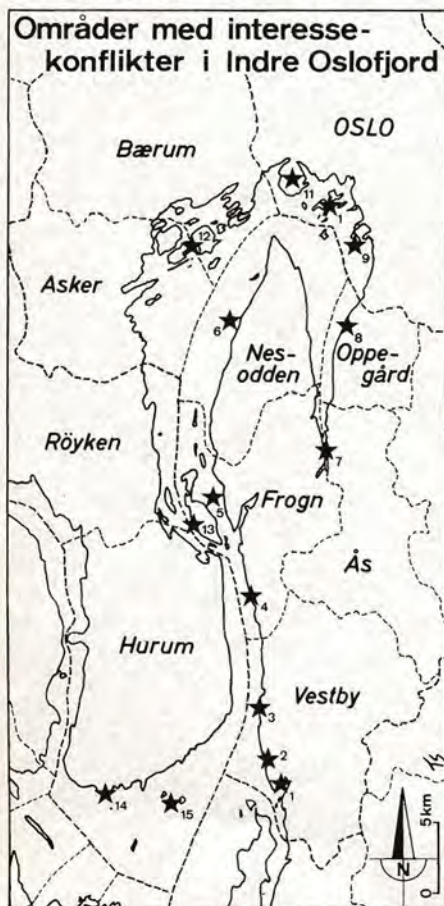 Områder med interesse-
konflikter i Indre Oslofjord
OSLO
Bærum
11
1
12
9
Asker
6
8
Nes-
odden
Oppe-
gård
7
Röyken
5
Frogn
13
Ås
4
Hurum
Vestby
3
2
1
14
15
N
0 5km